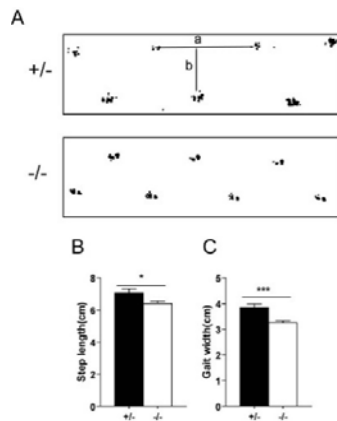 A
+/-
a
b
-/-
B
C
Step length(cm)
8
6
4
2
0
*
+/-
-/-
Gait width(cm)
5
4
3
2
1
0
***
+/-
-/-